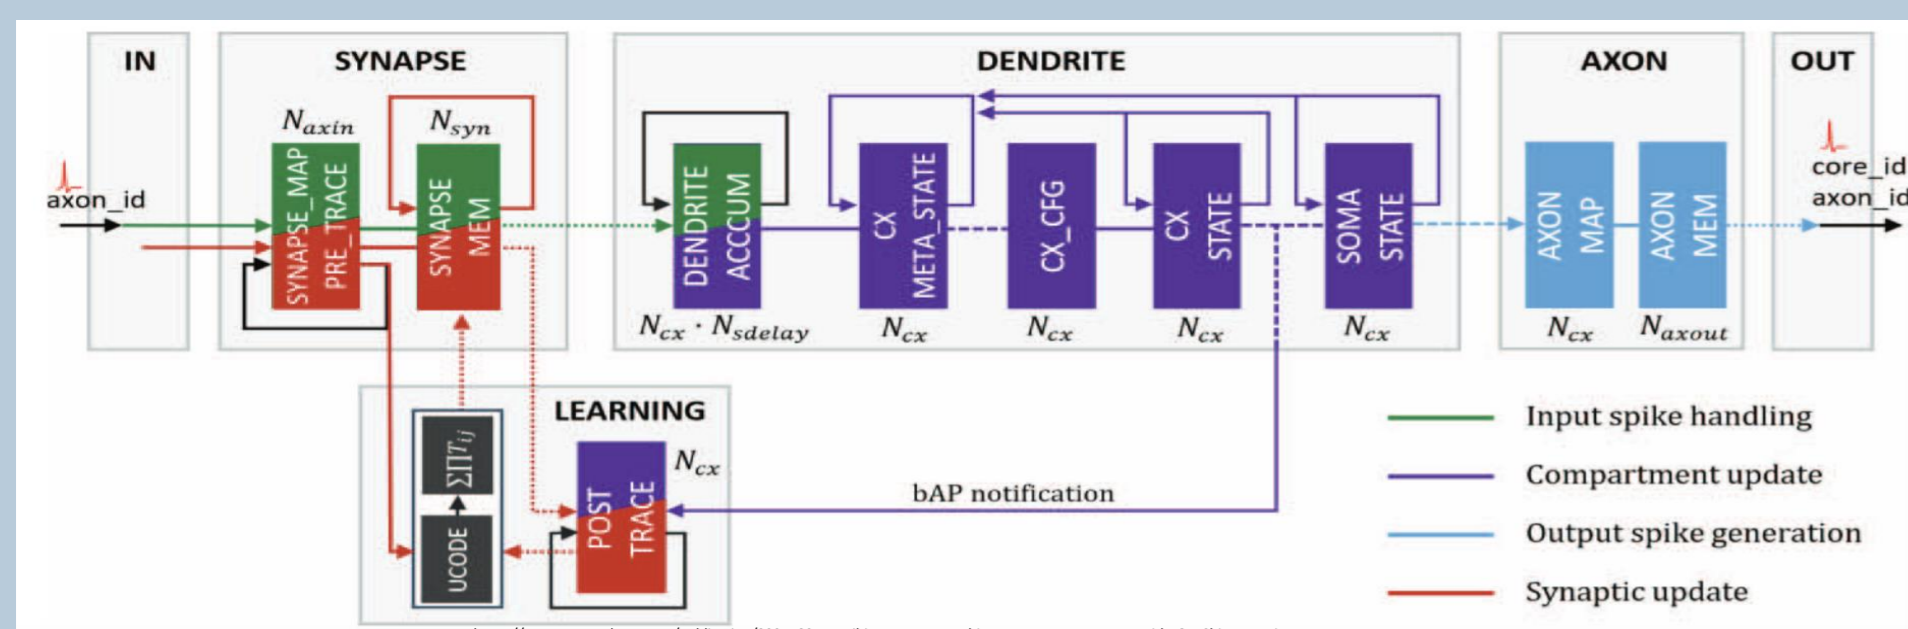 IN
SYNAPSE
DENDRITE
AXON
OUT
N_axin
N_syn
axon_id
SYNAPSE_MAP
PRE_TRACE
SYNAPSE
MEM
DENDRITE
ACCCUM
CX
META_STATE
CX_CFG
CX
STATE
SOMA
STATE
AXON
MAP
AXON
MEM
core_id
axon_id
N_cx · N_sdelay
N_cx
N_cx
N_cx
N_cx
N_cx
N_axout
LEARNING
ΣΠT_ij
UCODE
POST
TRACE
N_cx
bAP notification
Input spike handling
Compartment update
Output spike generation
Synaptic update